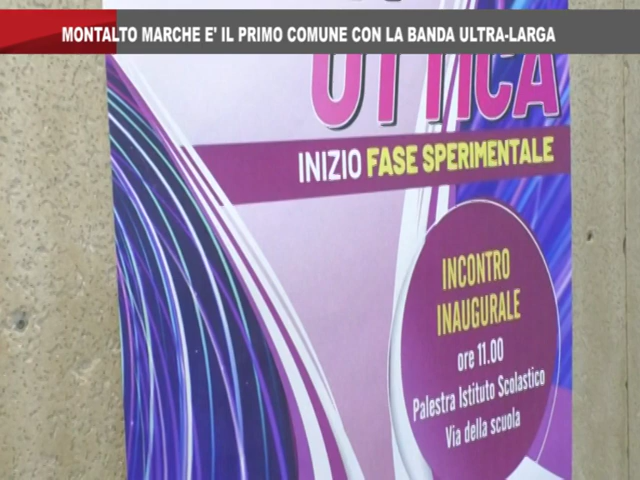 MONTALTO MARCHE E' IL PRIMO COMUNE CON LA BANDA ULTRA-LARGA
OTTICA
INIZIO FASE SPERIMENTALE
INCONTRO
INAUGURALE
ore 11.00
Palestra Istituto Scolastico
Via della scuola